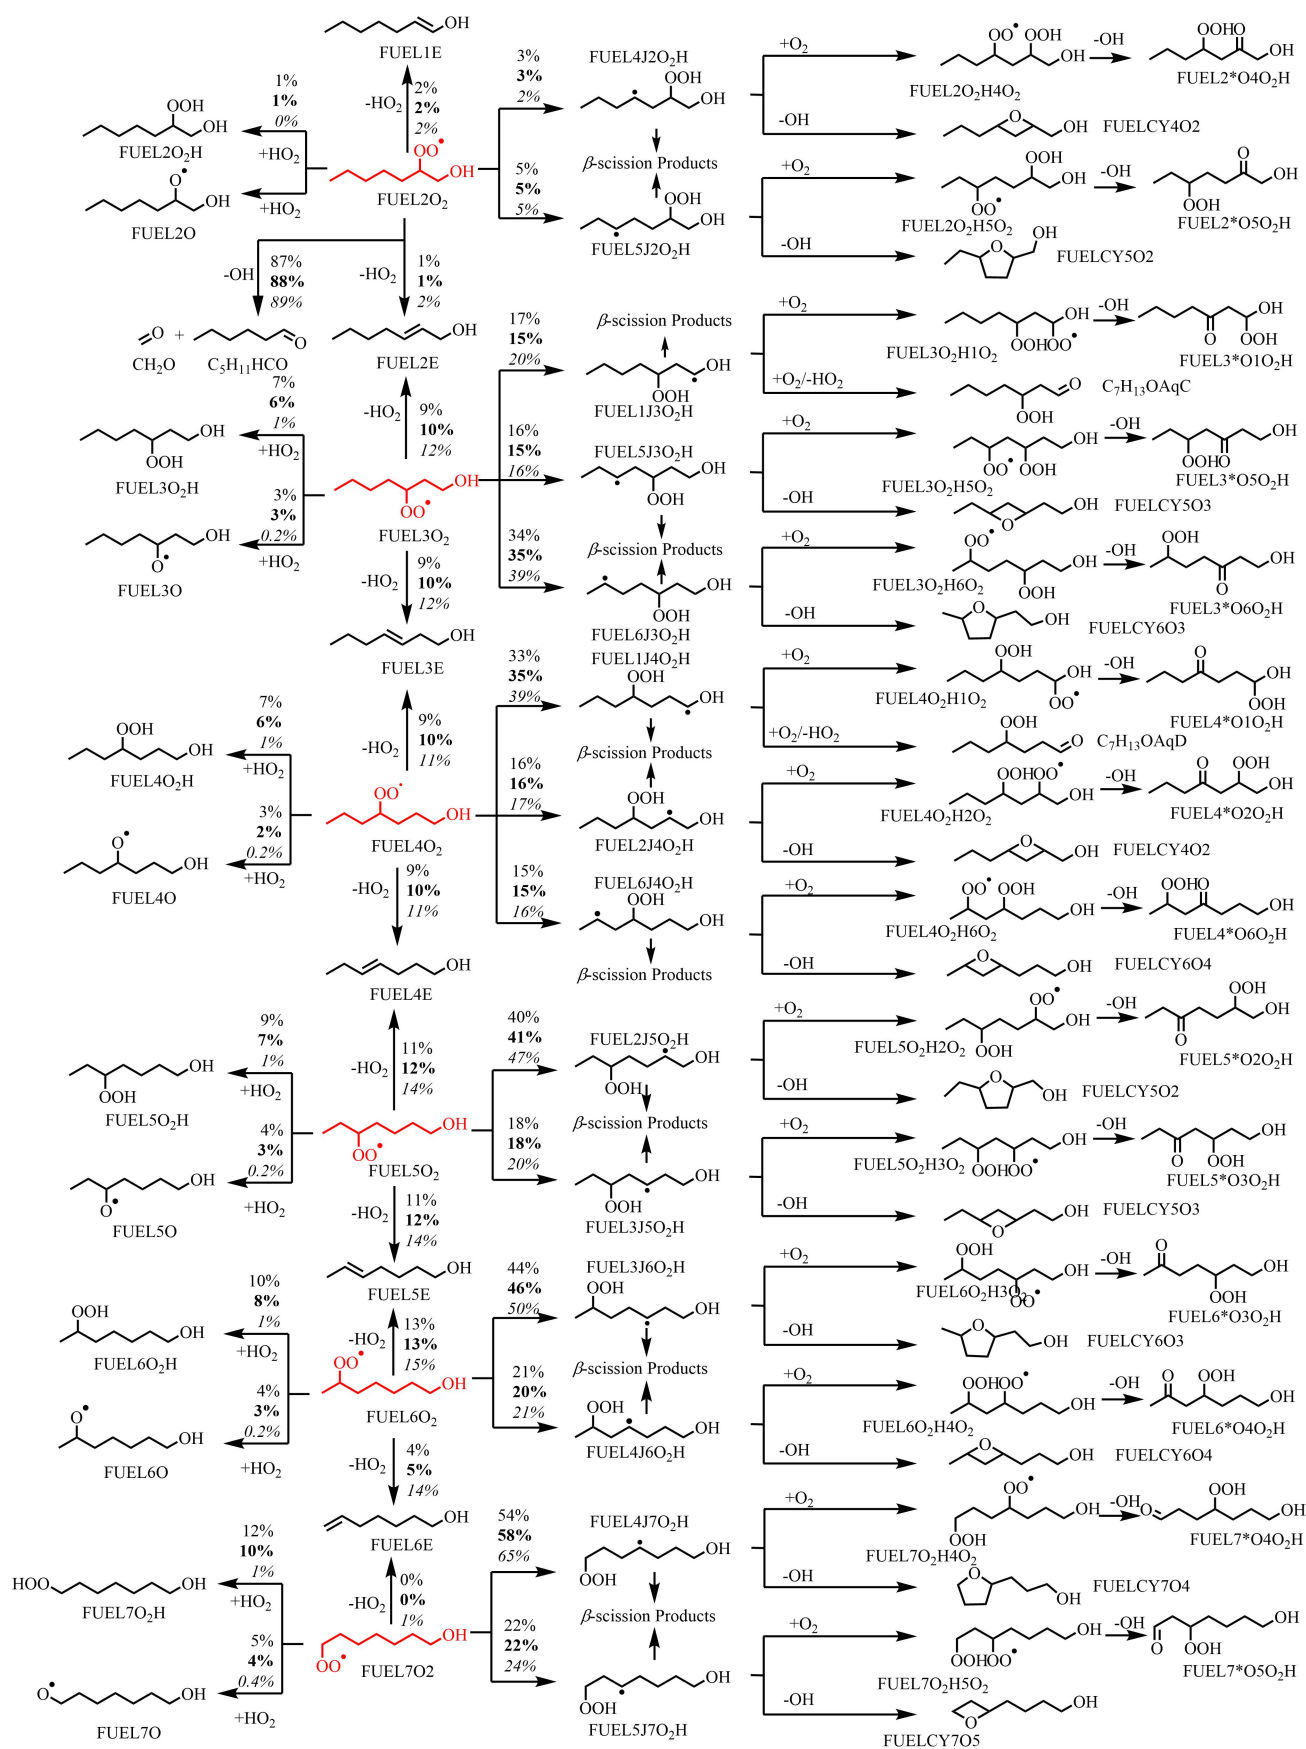 OH
FUEL1E
1%
1%
0%
OOH
OH
FUEL2O₂H
+HO₂
O•
OH
FUEL2O
+HO₂
-HO₂
2%
2%
2%
OO•
OH
FUEL2O₂
3%
3%
2%
FUEL4J2O₂H
OOH
OH
β-scission Products
5%
5%
5%
OOH
OH
FUEL5J2O₂H
+O₂
OO•
OOH
OH
FUEL2O₂H4O₂
-OH
OOH
O
OH
FUEL2*O4O₂H
-OH
O
OH
FUELCY4O2
+O₂
OOH
OH
OO•
FUEL2O₂H5O₂
-OH
O
OH
OOH
FUEL2*O5O₂H
-OH
OH
O
FUELCY5O2
-OH
87%
88%
89%
O
+
O
CH₂O
C₅H₁₁HCO
-HO₂
1%
1%
2%
OH
FUEL2E
7%
6%
1%
OH
OOH
FUEL3O₂H
+HO₂
3%
3%
0.2%
OH
O•
FUEL3O
+HO₂
-HO₂
9%
10%
12%
OH
OO•
FUEL3O₂
-HO₂
9%
10%
12%
OH
FUEL3E
17%
15%
20%
β-scission Products
OH
OOH
FUEL1J3O₂H
16%
15%
16%
FUEL5J3O₂H
OH
OOH
β-scission Products
34%
35%
39%
OH
OOH
FUEL6J3O₂H
+O₂
OH
OOH
OO•
FUEL3O₂H1O₂
-OH
OH
O
OOH
FUEL3*O1O₂H
+O₂/-HO₂
O
OOH
C₇H₁₃OAqC
+O₂
OH
OO•
OOH
FUEL3O₂H5O₂
-OH
OH
OOH
O
FUEL3*O5O₂H
-OH
O
OH
FUELCY5O3
+O₂
OO•
OH
OOH
FUEL3O₂H6O₂
-OH
OOH
OH
O
FUEL3*O6O₂H
-OH
O
OH
FUELCY6O3
7%
6%
1%
OOH
OH
FUEL4O₂H
+HO₂
3%
2%
0.2%
O•
OH
FUEL4O
+HO₂
-HO₂
9%
10%
11%
OO•
OH
FUEL4O₂
-HO₂
9%
10%
11%
OH
FUEL4E
33%
35%
39%
FUEL1J4O₂H
OOH
OH
β-scission Products
16%
16%
17%
OOH
OH
FUEL2J4O₂H
15%
15%
16%
FUEL6J4O₂H
OOH
OH
β-scission Products
+O₂
OOH
OH
OO•
FUEL4O₂H1O₂
-OH
O
OH
OOH
FUEL4*O1O₂H
+O₂/-HO₂
OOH
O
C₇H₁₃OAqD
+O₂
OOH
OO•
OH
FUEL4O₂H2O₂
-OH
O
OOH
OH
FUEL4*O2O₂H
-OH
O
OH
FUELCY4O2
+O₂
OO•
OOH
OH
FUEL4O₂H6O₂
-OH
OOH
O
OH
FUEL4*O6O₂H
-OH
O
OH
FUELCY6O4
9%
7%
1%
OH
OOH
FUEL5O₂H
+HO₂
4%
3%
0.2%
OH
O•
FUEL5O
+HO₂
-HO₂
11%
12%
14%
OH
OO•
FUEL5O₂
-HO₂
11%
12%
14%
OH
FUEL5E
40%
41%
47%
FUEL2J5O₂H
OH
OOH
β-scission Products
18%
18%
20%
OH
OOH
FUEL3J5O₂H
+O₂
OO•
OH
OOH
FUEL5O₂H2O₂
-OH
OOH
OH
O
FUEL5*O2O₂H
-OH
O
OH
FUELCY5O2
+O₂
OH
OOH
OO•
FUEL5O₂H3O₂
-OH
OH
O
OOH
FUEL5*O3O₂H
-OH
O
OH
FUELCY5O3
10%
8%
1%
OOH
OH
FUEL6O₂H
+HO₂
4%
3%
0.2%
O•
OH
FUEL6O
+HO₂
-HO₂
13%
13%
15%
OO•
OH
FUEL6O₂
-HO₂
4%
5%
14%
OH
FUEL6E
44%
46%
50%
FUEL3J6O₂H
OOH
OH
β-scission Products
21%
20%
21%
OOH
OH
FUEL4J6O₂H
+O₂
OOH
OH
OO•
FUEL6O₂H3O₂
-OH
O
OH
OOH
FUEL6*O3O₂H
-OH
O
OH
FUELCY6O3
+O₂
OOH
OO•
OH
FUEL6O₂H4O₂
-OH
O
OOH
OH
FUEL6*O4O₂H
-OH
O
OH
FUELCY6O4
12%
10%
1%
HOO
OH
FUEL7O₂H
+HO₂
5%
4%
0.4%
O•
OH
FUEL7O
+HO₂
-HO₂
0%
0%
1%
OH
OO•
FUEL7O2
54%
58%
65%
FUEL4J7O₂H
OH
OOH
β-scission Products
22%
22%
24%
OH
OOH
FUEL5J7O₂H
+O₂
OO•
OH
OOH
FUEL7O₂H4O₂
-OH
OOH
O
OH
FUEL7*O4O₂H
-OH
O
OH
FUELCY7O4
+O₂
OH
OOH
OO•
FUEL7O₂H5O₂
-OH
OH
O
OOH
FUEL7*O5O₂H
-OH
O
OH
FUELCY7O5